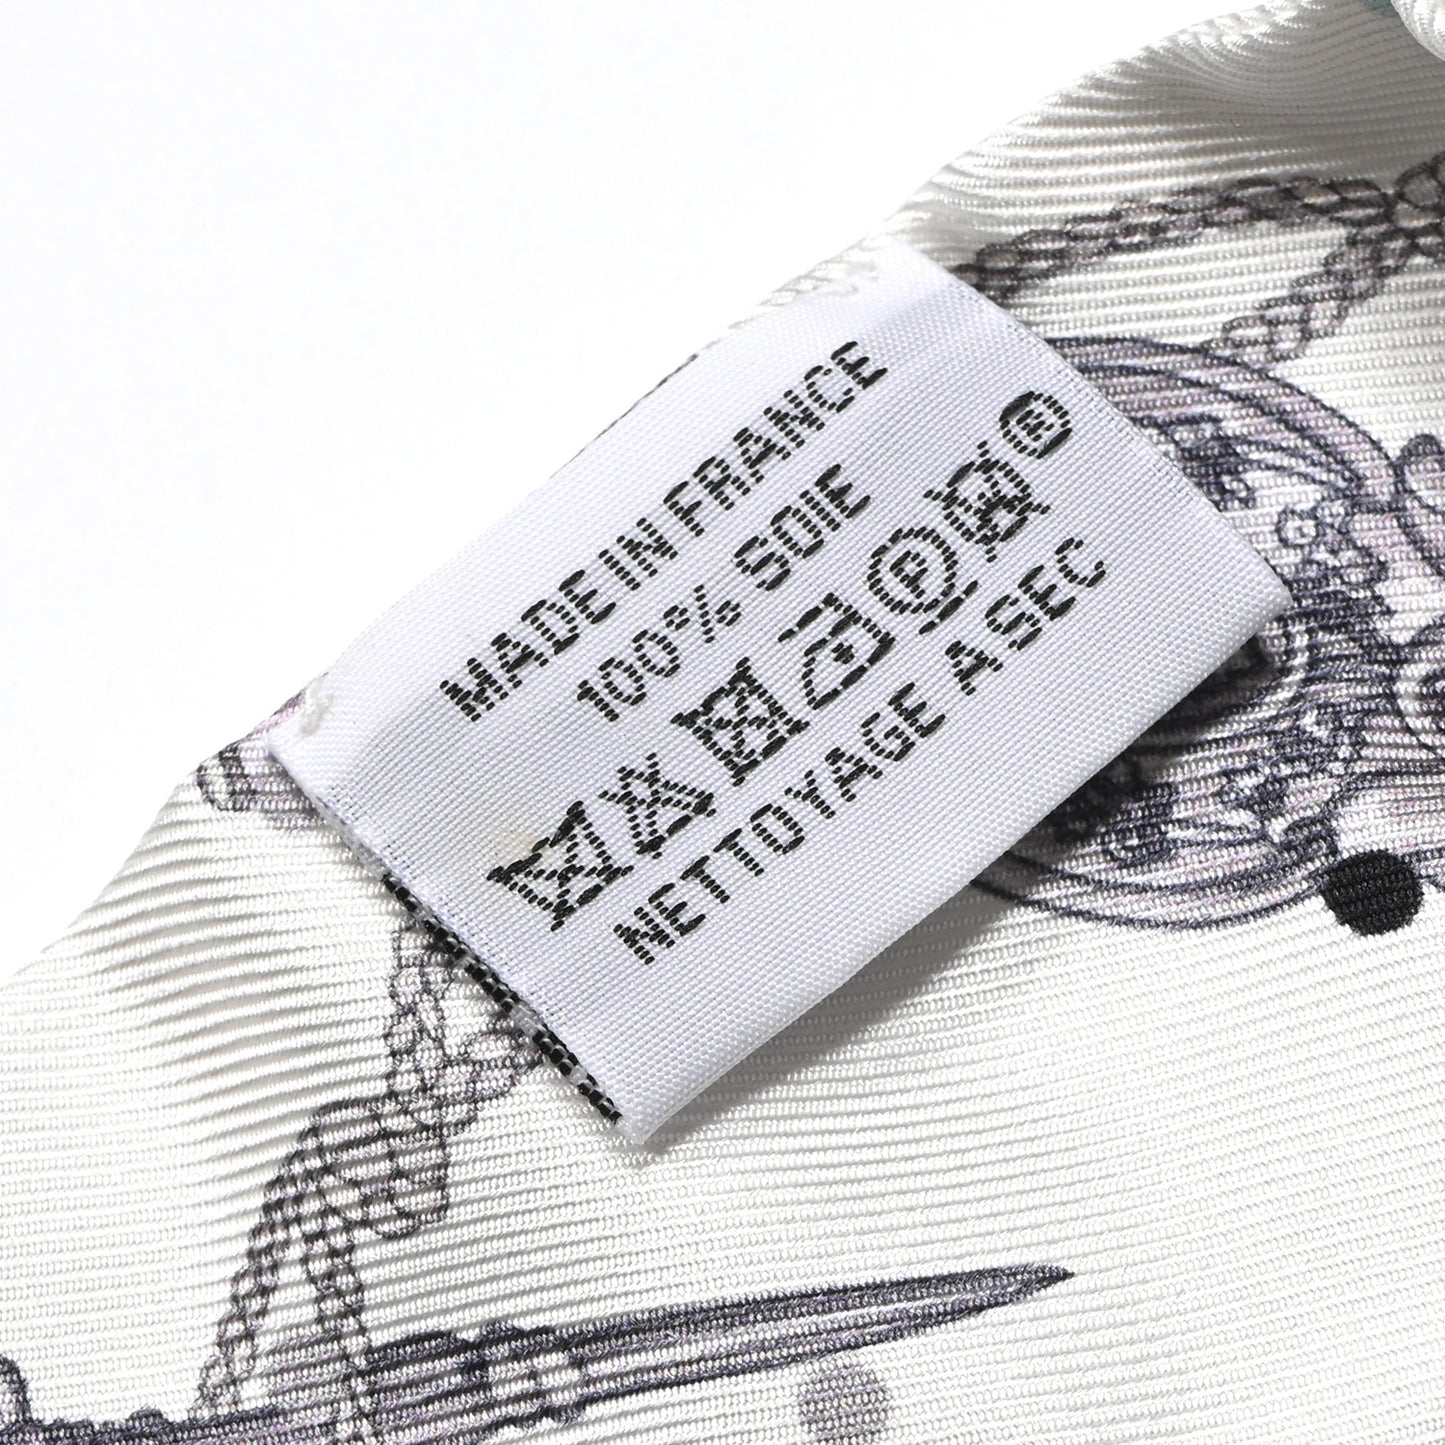 MADE IN FRANCE
100% SOIE
P
NETTOYAGE A SEC